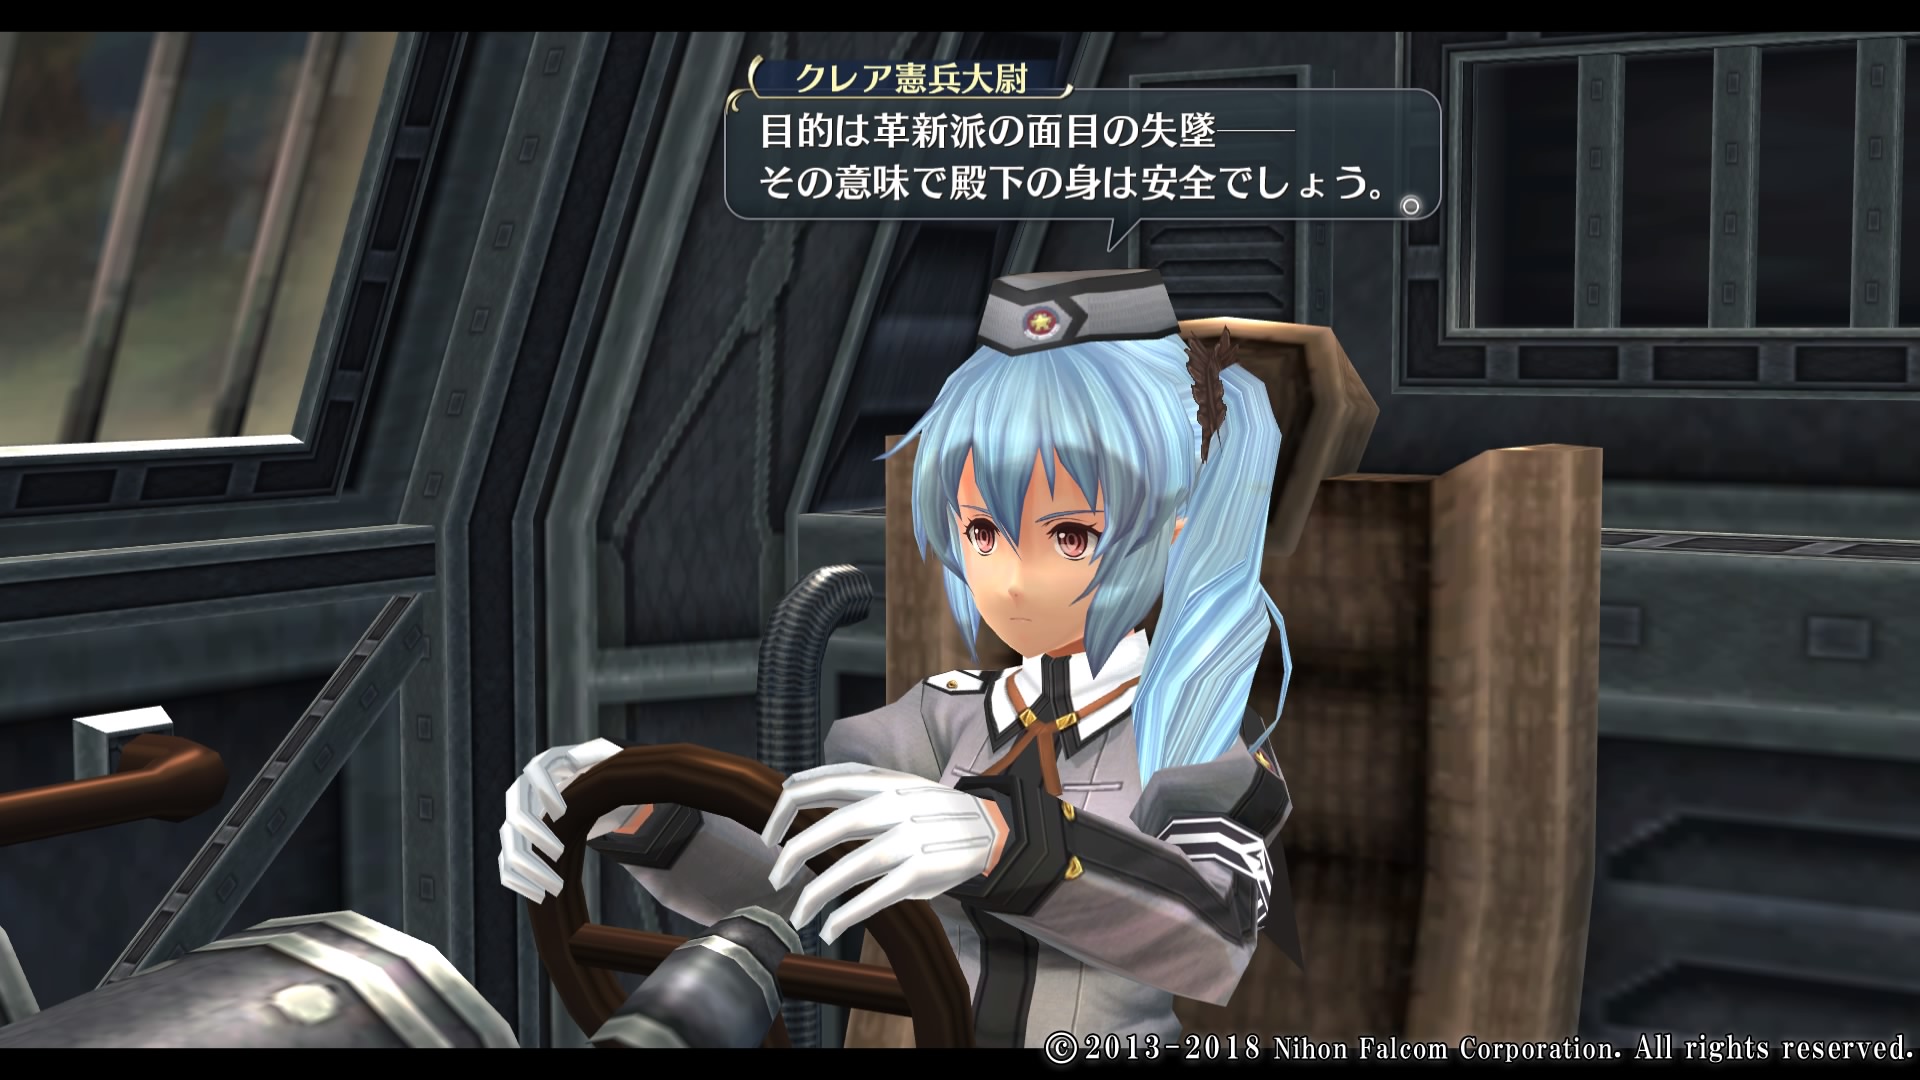 クレア憲兵大尉
目的は革新派の面目の失墜――
その意味で殿下の身は安全でしょう。
©2013-2018 Nihon Falcom Corporation. All rights reserved.